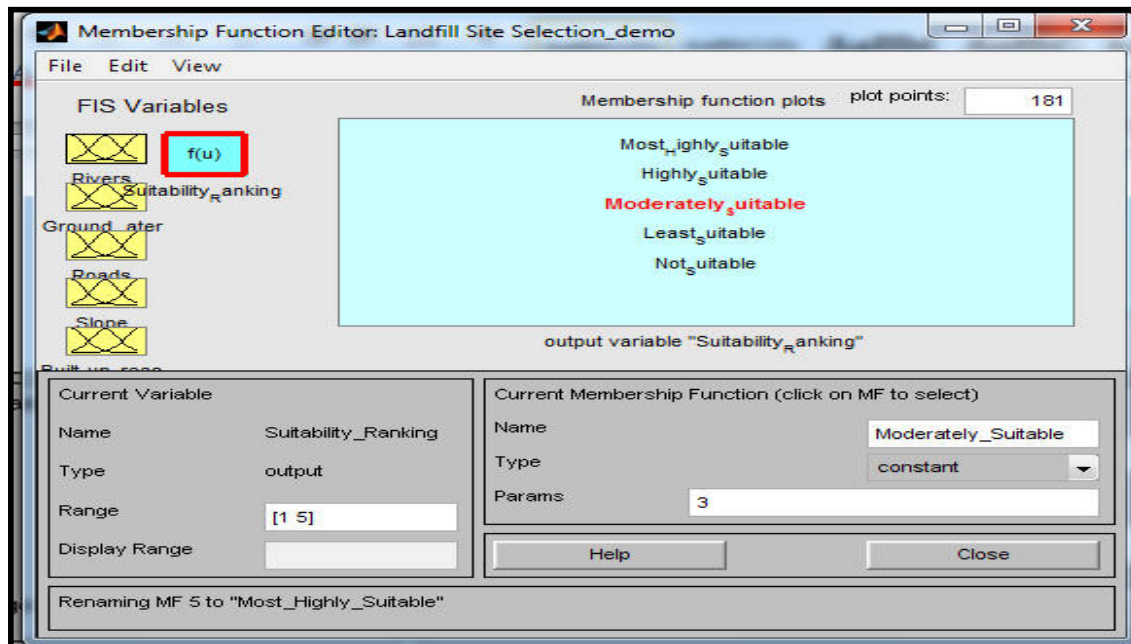 Membership Function Editor: Landfill Site Selection_demo
File Edit View
FIS Variables
Membership function plots plot points: 181
f(u)
Rivers
Suitability_Ranking
Ground ater
Roads
Slope
Most_Highly_Suitable
Highly_Suitable
Moderately_Suitable
Least_Suitable
Not_Suitable
output variable "Suitability_Ranking"
Current Variable
Name Suitability_Ranking
Type output
Range [1 5]
Display Range
Current Membership Function (click on MF to select)
Name Moderately_Suitable
Type constant
Params 3
Help Close
Renaming MF 5 to "Most_Highly_Suitable"